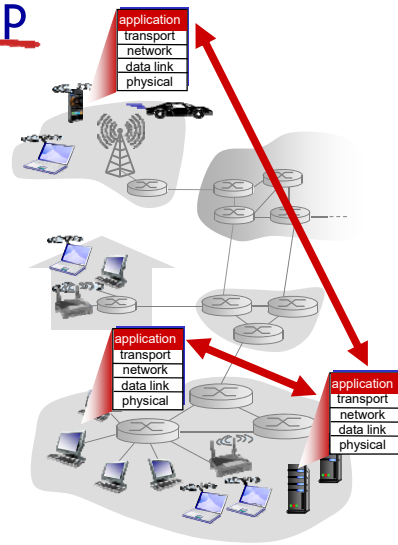 p
application
transport
network
data link
physical
application
transport
network
data link
physical
application
transport
network
data link
physical